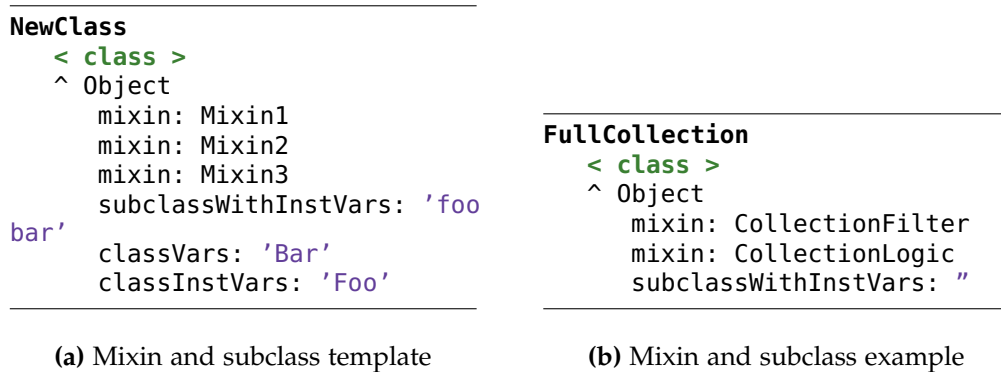 NewClass
< class >
^ Object
mixin: Mixin1
mixin: Mixin2
mixin: Mixin3
subclassWithInstVars: ’foo
bar’
classVars: ’Bar’
classInstVars: ’Foo’
(a) Mixin and subclass template
FullCollection
< class >
^ Object
mixin: CollectionFilter
mixin: CollectionLogic
subclassWithInstVars: ”
(b) Mixin and subclass example